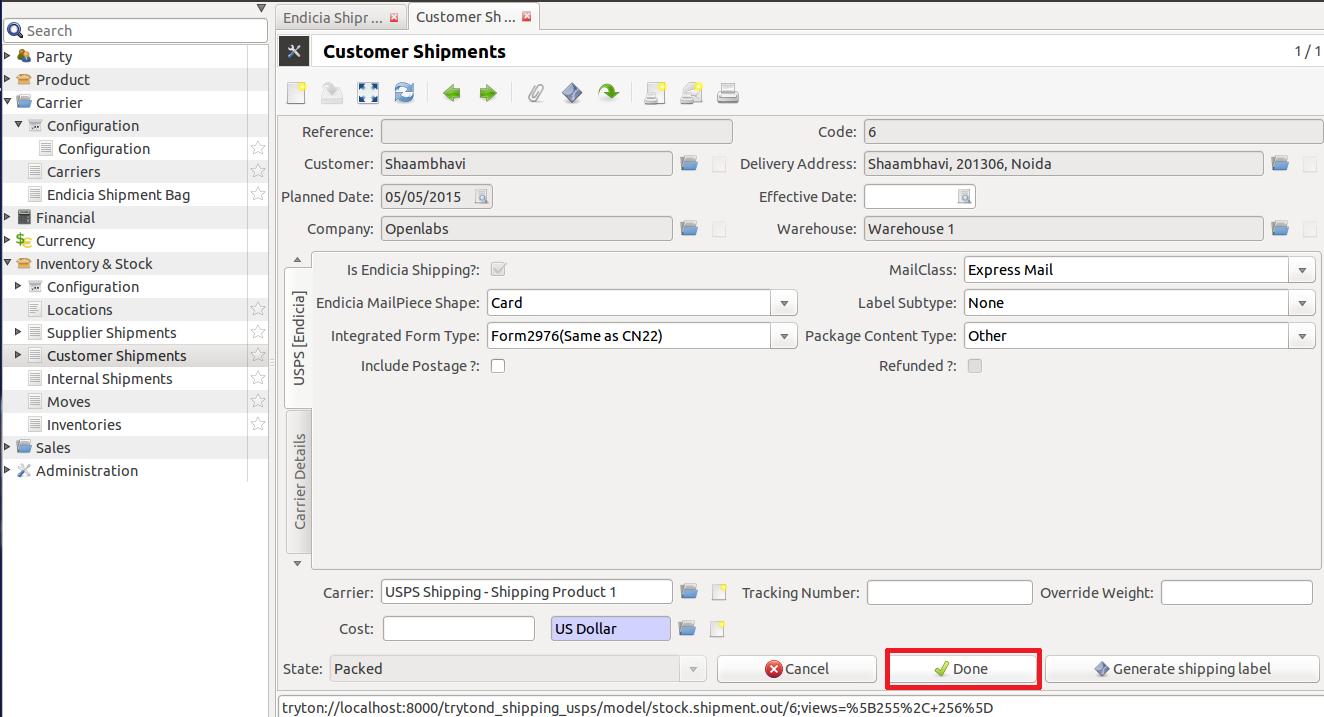 Search
Party
Product
Carrier
Configuration
Configuration
Carriers
Endicia Shipment Bag
Financial
Currency
Inventory & Stock
Configuration
Locations
Supplier Shipments
Customer Shipments
Internal Shipments
Moves
Inventories
Sales
Administration
Endicia Shipr ... Customer Sh ...
Customer Shipments 1 / 1
Reference: Code: 6
Customer: Shaambhavi Delivery Address: Shaambhavi, 201306, Noida
Planned Date: 05/05/2015 Effective Date:
Company: Openlabs Warehouse: Warehouse 1
USPS [Endicia]
Carrier Details
Is Endicia Shipping?: MailClass: Express Mail
Endicia MailPiece Shape: Card Label Subtype: None
Integrated Form Type: Form2976(Same as CN22) Package Content Type: Other
Include Postage ?: Refunded ?:
Carrier: USPS Shipping - Shipping Product 1 Tracking Number: Override Weight:
Cost: US Dollar
State: Packed Cancel Done Generate shipping label
tryton://localhost:8000/trytond_shipping_usps/model/stock.shipment.out/6;views=%5B255%2C+256%5D